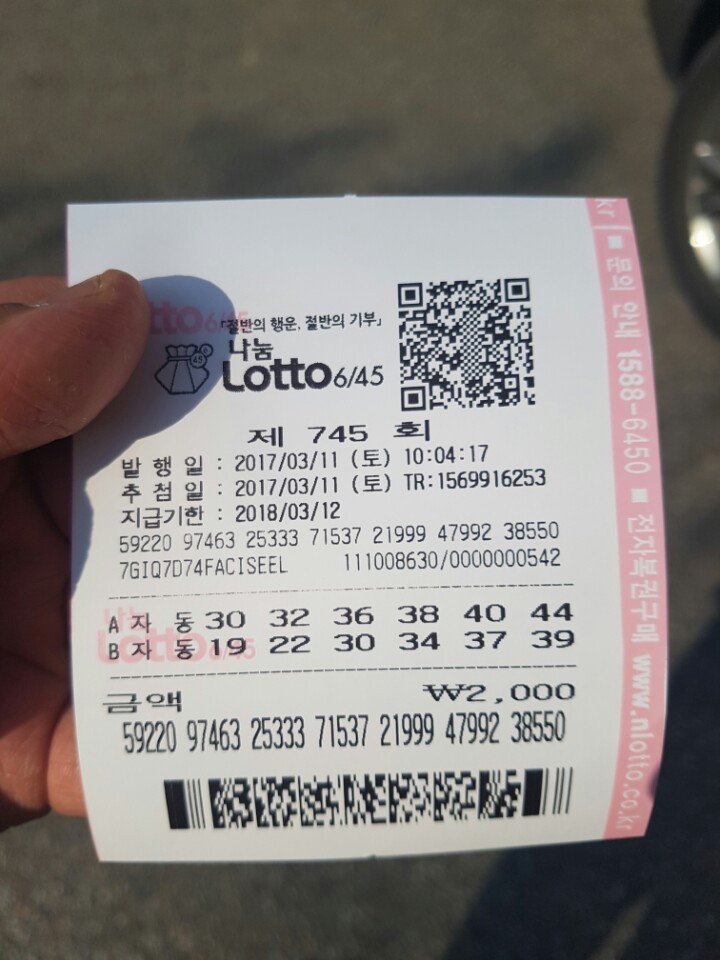 「절반의 행운, 절반의 기부」
나눔
Lotto6/45
제 745 회
발 행 일 : 2017/03/11 (토) 10:04:17
추 첨 일 : 2017/03/11 (토) TR:1569916253
지급기한 : 2018/03/12
59220 97463 25333 71537 21999 47992 38550
7GIQ7D74FACISEEL 111008630/0000000542
A 자 동 30 32 36 38 40 44
B 자 동 19 22 30 34 37 39
금액 ₩2,000
59220 97463 25333 71537 21999 47992 38550
kr ■ 문의 안내 1588-6450 ■ 전자복권구매 www.nlotto.co.kr